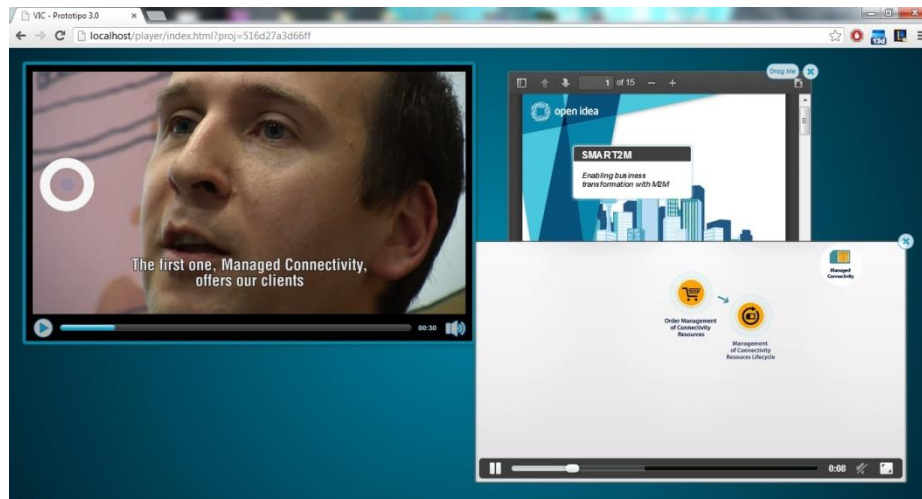 VIC - Prototipo 3.0
localhost/player/index.html?proj=516d27a3d66ff
Drag Me
1 of 15
open idea
SMART2M
Enabling business
transformation with M2M
The first one, Managed Connectivity,
offers our clients
00:30
Managed
Connectivity
Order Management
of Connectivity
Resources
Management
of Connectivity
Resouces Lifecycle
0:08